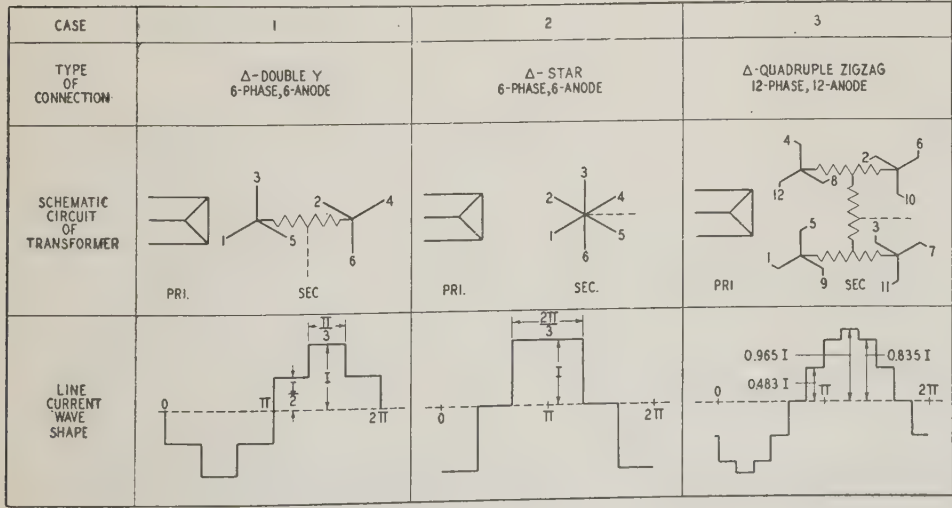 CASE
1
2
3
TYPE
OF
CONNECTION
Δ-DOUBLE Y
6-PHASE,6-ANODE
Δ-STAR
6-PHASE,6-ANODE
Δ-QUADRUPLE ZIGZAG
12-PHASE, 12-ANODE
SCHEMATIC
CIRCUIT
OF
TRANSFORMER
3
2
4
1
5
6
PRI.
SEC
3
2
4
1
5
6
PRI.
SEC.
4
2
6
12
8
10
5
3
1
7
9
11
PRI
SEC
LINE
CURRENT
WAVE
SHAPE
π/3
I
I/2
0
π
2π
2π/3
I
0
π
2π
0.965 I
0.835 I
0.483 I
0
π
2π